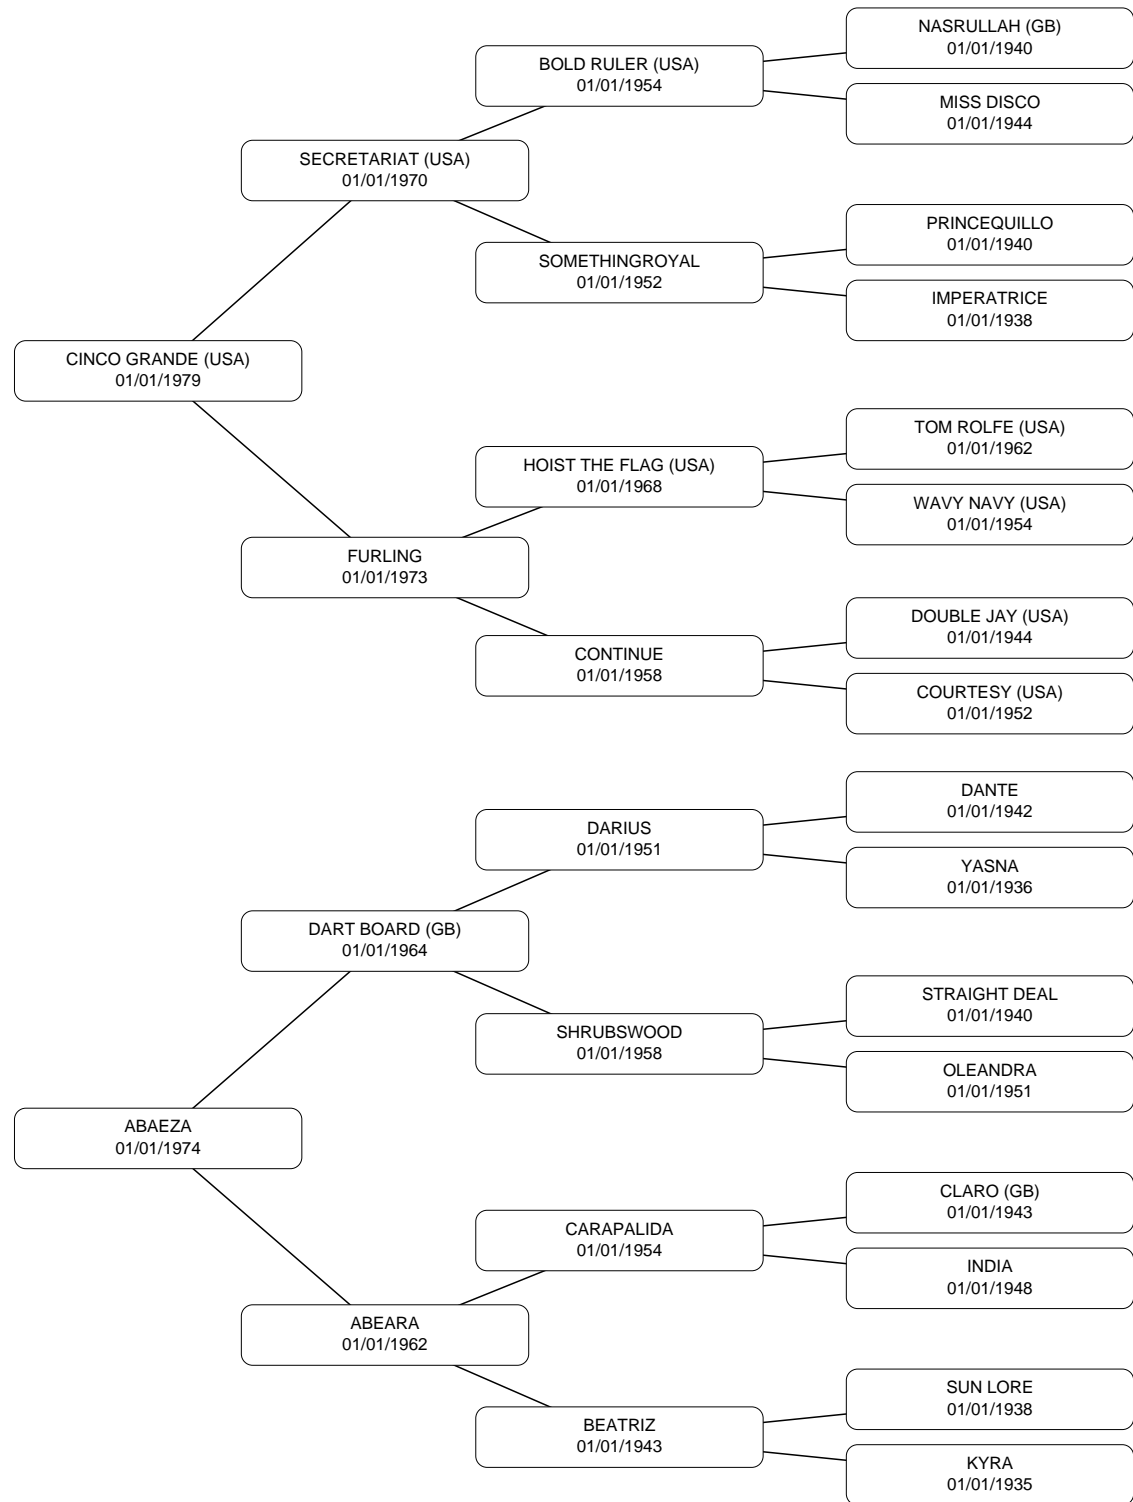 NASRULLAH (GB)
01/01/1940
BOLD RULER (USA)
01/01/1954
MISS DISCO
01/01/1944
SECRETARIAT (USA)
01/01/1970
PRINCEQUILLO
01/01/1940
SOMETHINGROYAL
01/01/1952
IMPERATRICE
01/01/1938
CINCO GRANDE (USA)
01/01/1979
TOM ROLFE (USA)
01/01/1962
HOIST THE FLAG (USA)
01/01/1968
WAVY NAVY (USA)
01/01/1954
FURLING
01/01/1973
DOUBLE JAY (USA)
01/01/1944
CONTINUE
01/01/1958
COURTESY (USA)
01/01/1952
DANTE
01/01/1942
DARIUS
01/01/1951
YASNA
01/01/1936
DART BOARD (GB)
01/01/1964
STRAIGHT DEAL
01/01/1940
SHRUBSWOOD
01/01/1958
OLEANDRA
01/01/1951
ABAEZA
01/01/1974
CLARO (GB)
01/01/1943
CARAPALIDA
01/01/1954
INDIA
01/01/1948
ABEARA
01/01/1962
SUN LORE
01/01/1938
BEATRIZ
01/01/1943
KYRA
01/01/1935